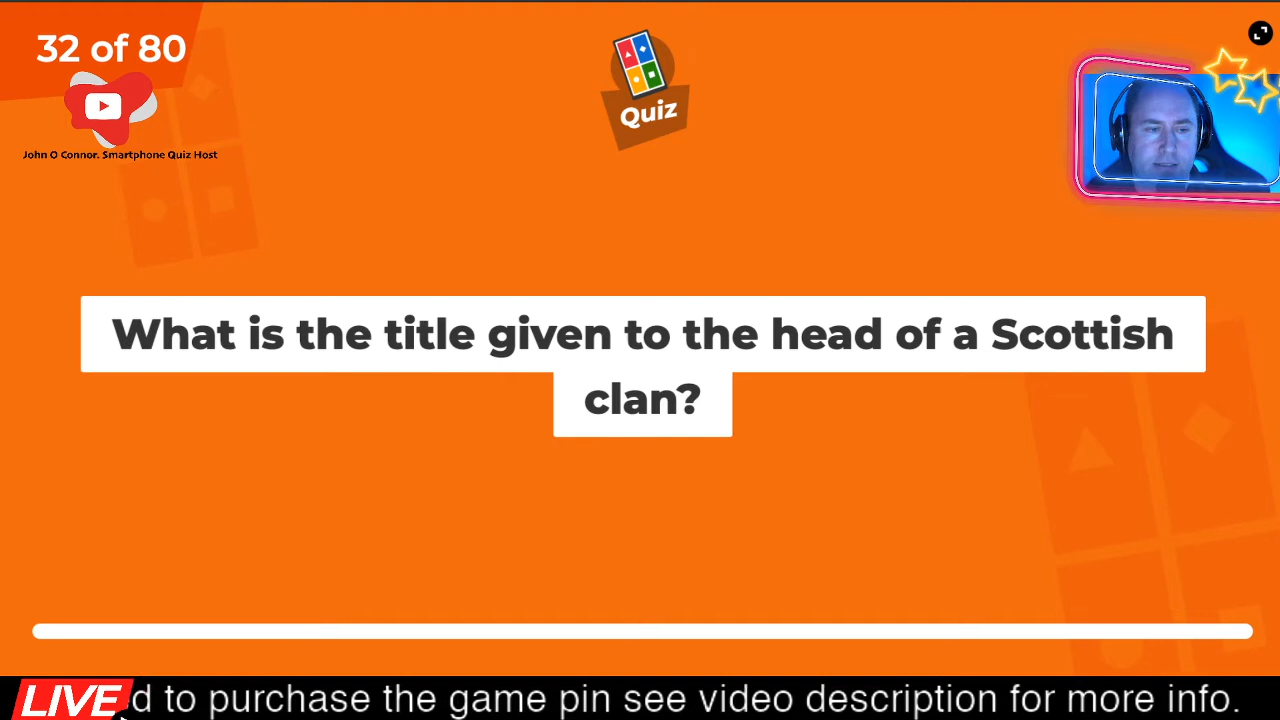 32 of 80
John O Connor. Smartphone Quiz Host
Quiz
What is the title given to the head of a Scottish
clan?
LIVE
d to purchase the game pin see video description for more info.